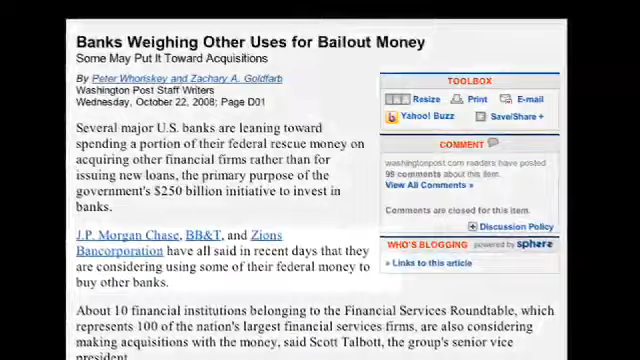 Banks Weighing Other Uses for Bailout Money
Some May Put It Toward Acquisitions
By Peter Whoriskey and Zachary A. Goldfarb
Washington Post Staff Writers
Wednesday, October 22, 2008; Page D01
Several major U.S. banks are leaning toward
spending a portion of their federal rescue money on
acquiring other financial firms rather than for
issuing new loans, the primary purpose of the
government's $250 billion initiative to invest in
banks.
J.P. Morgan Chase, BB&T, and Zions
Bancorporation have all said in recent days that they
are considering using some of their federal money to
buy other banks.
TOOLBOX
Resize Print E-mail
Yahoo! Buzz Save/Share +
COMMENT
washingtonpost.com readers have posted
98 comments about this item.
View All Comments »
Comments are closed for this item.
Discussion Policy
WHO'S BLOGGING powered by sphere
» Links to this article
About 10 financial institutions belonging to the Financial Services Roundtable, which
represents 100 of the nation's largest financial services firms, are also considering
making acquisitions with the money, said Scott Talbott, the group's senior vice
president.